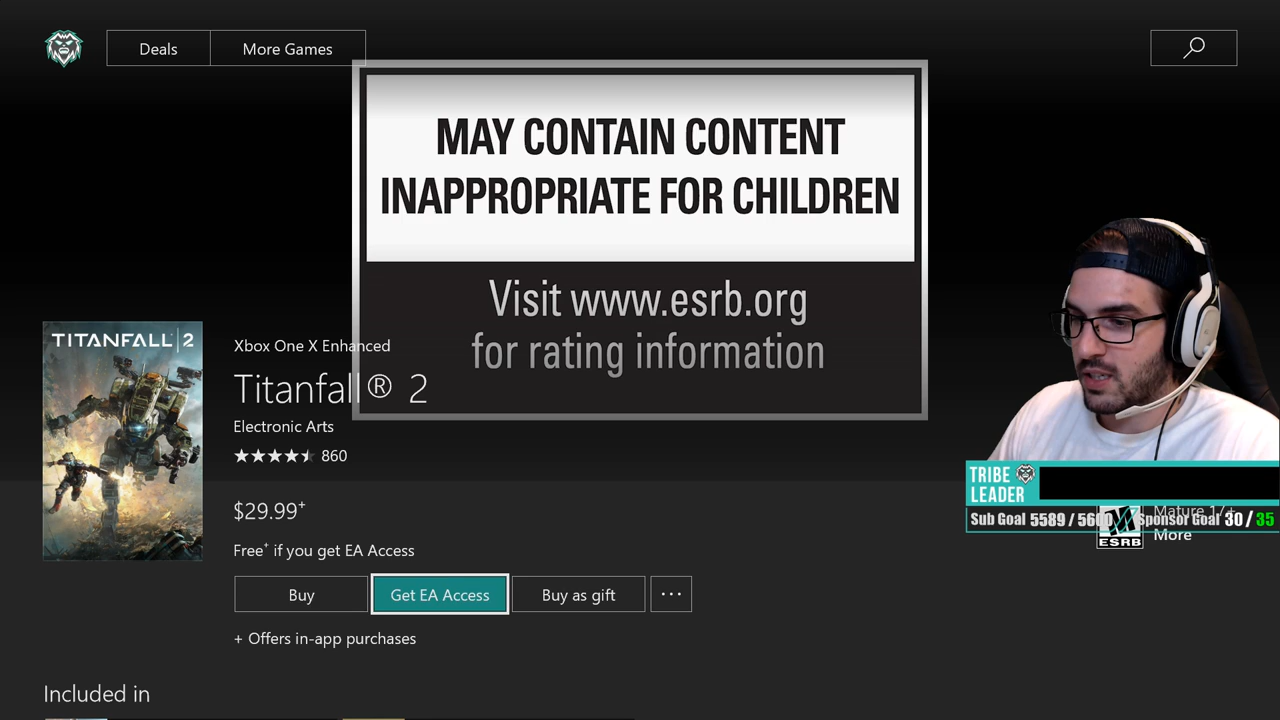 Deals
More Games
MAY CONTAIN CONTENT
INAPPROPRIATE FOR CHILDREN
Visit www.esrb.org
for rating information
TITANFALL 2
Xbox One X Enhanced
Titanfall® 2
Electronic Arts
860
$29.99+
Free+ if you get EA Access
Buy
Get EA Access
Buy as gift
...
+ Offers in-app purchases
Included in
TRIBE
LEADER
Sub Goal 5589 / 5600
Sponsor Goal 30 / 35
Mature 17+
More
ESRB